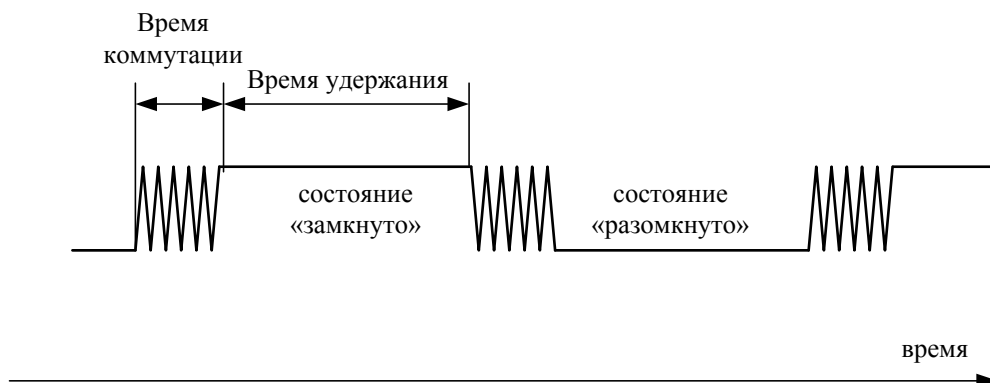 Время
коммутации
Время удержания
состояние
«замкнуто»
состояние
«разомкнуто»
время